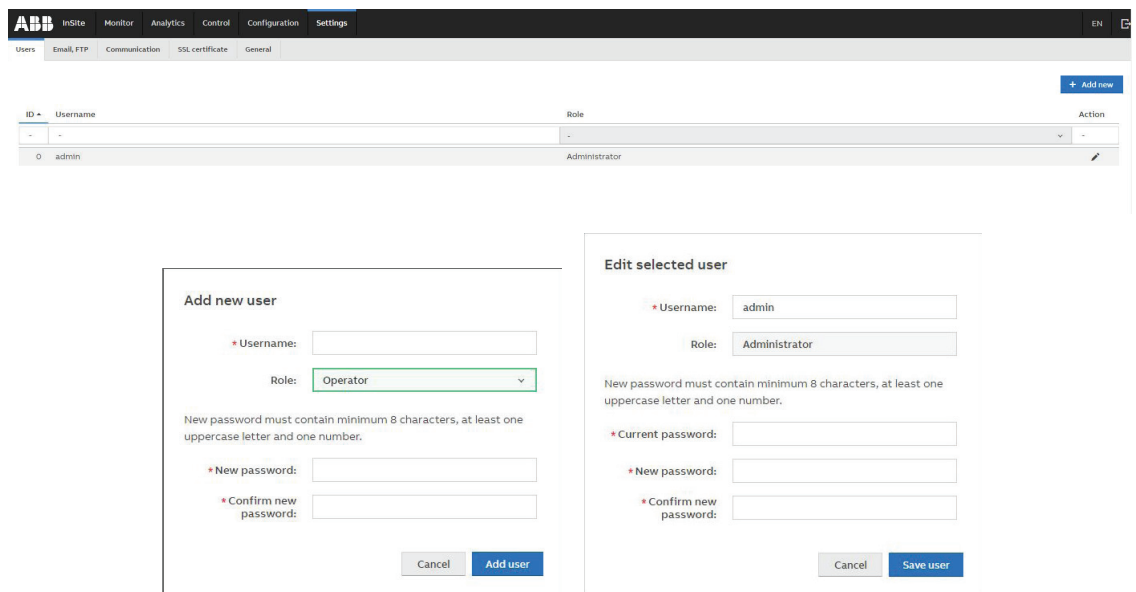 ABB InSite Monitor Analytics Control Configuration Settings EN
Users Email, FTP Communication SSL certificate General
+ Add new
ID Username Role Action
- - - -
0 admin Administrator
Add new user
* Username:
Role: Operator
New password must contain minimum 8 characters, at least one
uppercase letter and one number.
* New password:
* Confirm new
password:
Cancel Add user
Edit selected user
* Username: admin
Role: Administrator
New password must contain minimum 8 characters, at least one
uppercase letter and one number.
* Current password:
* New password:
* Confirm new
password:
Cancel Save user